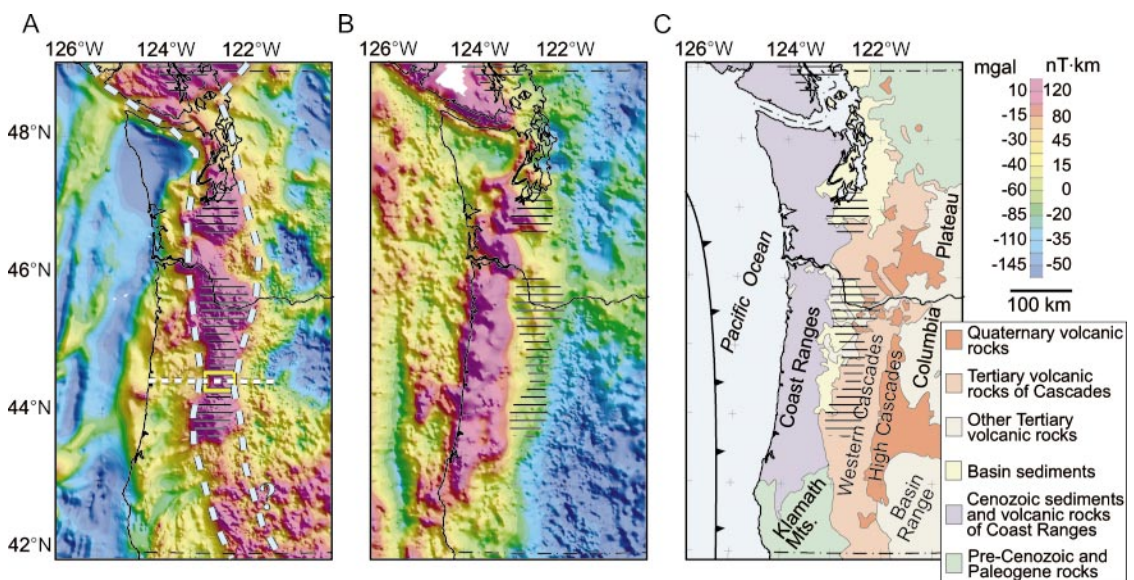 A
B
C
126°W 124°W 122°W
126°W 124°W 122°W
126°W 124°W 122°W
48°N
46°N
44°N
42°N
?
Pacific Ocean
Coast Ranges
Western Cascades
High Cascades
Columbia
Plateau
Klamath
Mts.
Basin
Range
mgal nT·km
10 120
-15 80
-30 45
-40 15
-60 0
-85 -20
-110 -35
-145 -50
100 km
Quaternary volcanic
rocks
Tertiary volcanic
rocks of Cascades
Other Tertiary
volcanic rocks
Basin sediments
Cenozoic sediments
and volcanic rocks
of Coast Ranges
Pre-Cenozoic and
Paleogene rocks